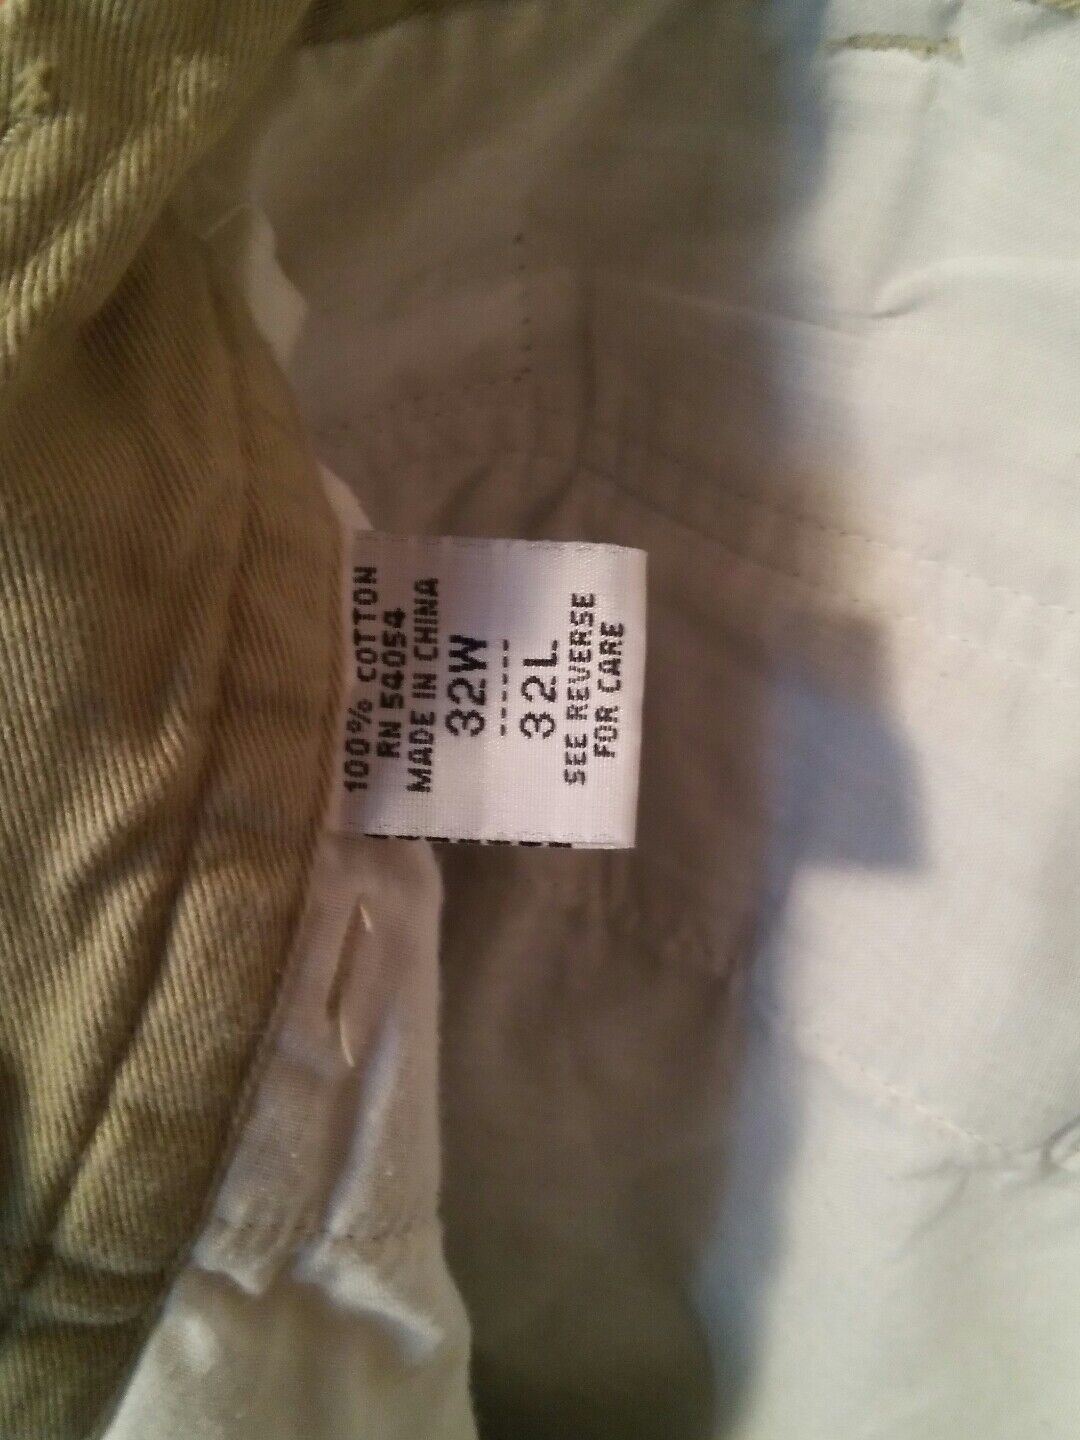 100% COTTON
RN 54054
MADE IN CHINA
32W
------
32L
SEE REVERSE
FOR CARE